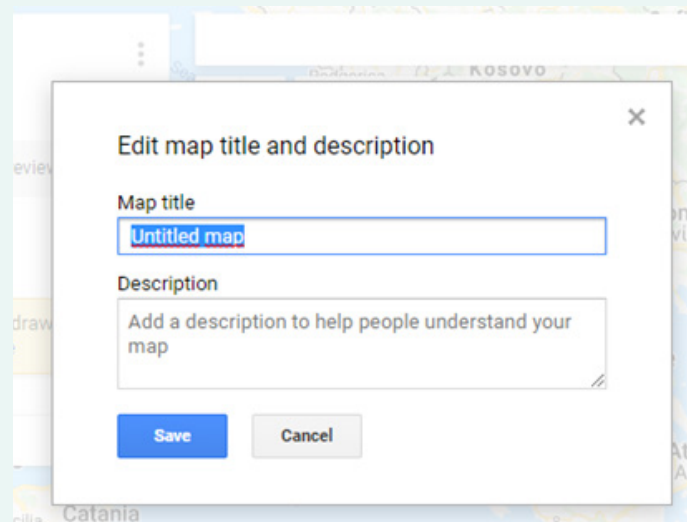 Kosovo
Edit map title and description
Map title
Untitled map
Description
Add a description to help people understand your
map
Save
Cancel
Catania